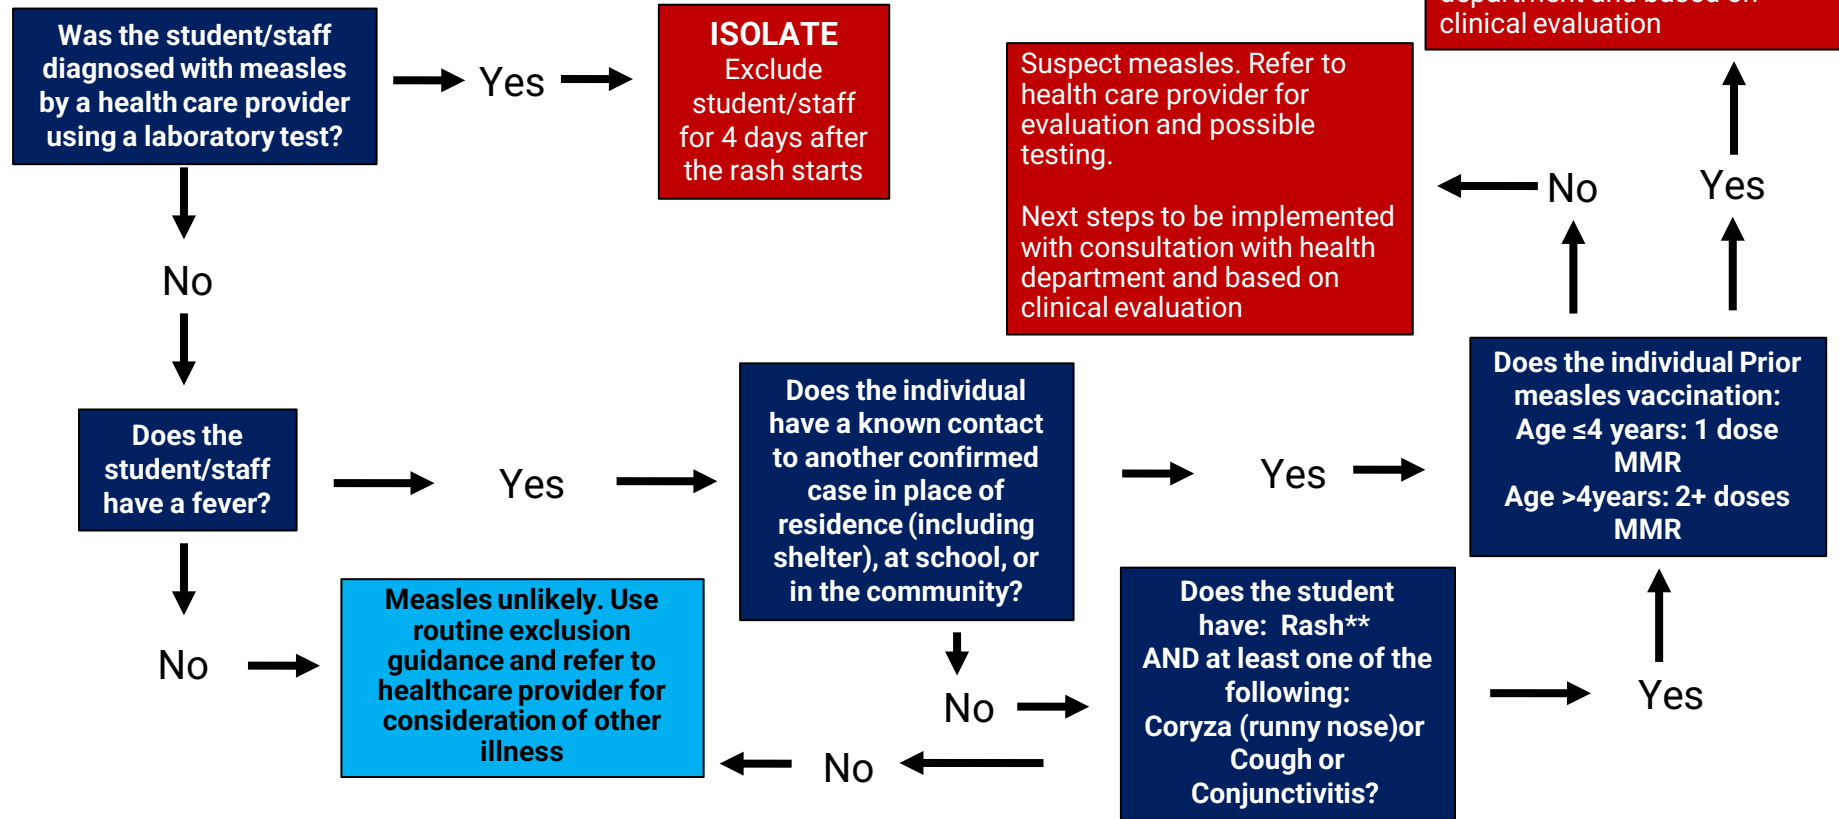 Was the student/staff
diagnosed with measles
by a health care provider
using a laboratory test?
Yes
ISOLATE
Exclude
student/staff
for 4 days after
the rash starts
Suspect measles. Refer to
health care provider for
evaluation and possible
testing.
Next steps to be implemented
with consultation with health
department and based on
clinical evaluation
department and based on
clinical evaluation
No
Yes
No
Does the
student/staff
have a fever?
Yes
Does the individual
have a known contact
to another confirmed
case in place of
residence (including
shelter), at school, or
in the community?
Yes
Does the individual Prior
measles vaccination:
Age ≤4 years: 1 dose
MMR
Age >4years: 2+ doses
MMR
No
Measles unlikely. Use
routine exclusion
guidance and refer to
healthcare provider for
consideration of other
illness
No
Does the student
have: Rash**
AND at least one of the
following:
Coryza (runny nose)or
Cough or
Conjunctivitis?
Yes
No